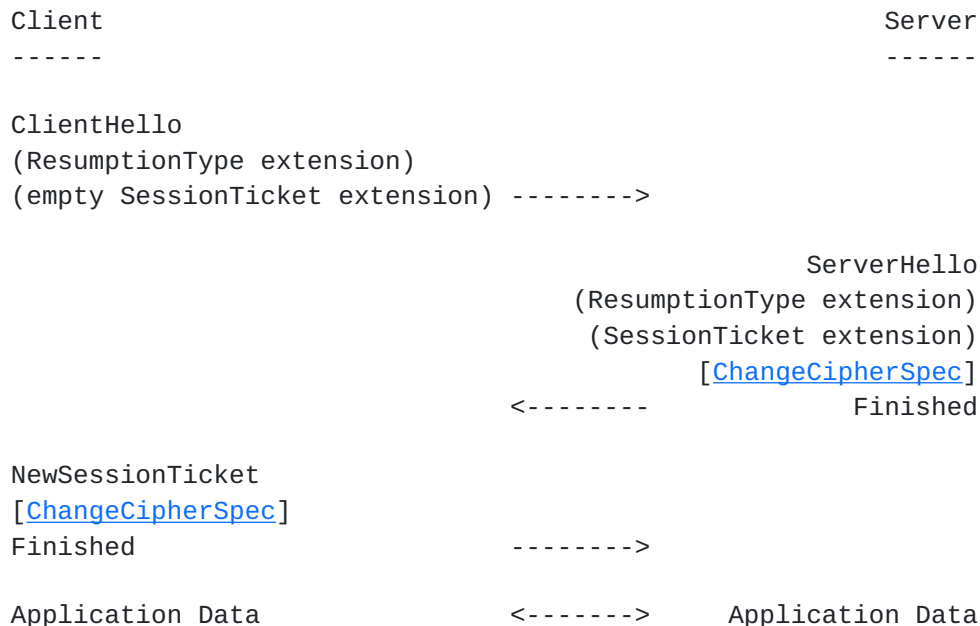 Client                                                   Server
------                                                   ------
ClientHello
(ResumptionType extension)
(empty SessionTicket extension) -------->
ServerHello
(ResumptionType extension)
(SessionTicket extension)
[ChangeCipherSpec]
<--------             Finished
NewSessionTicket
[ChangeCipherSpec]
Finished                        -------->
Application Data                <------->     Application Data